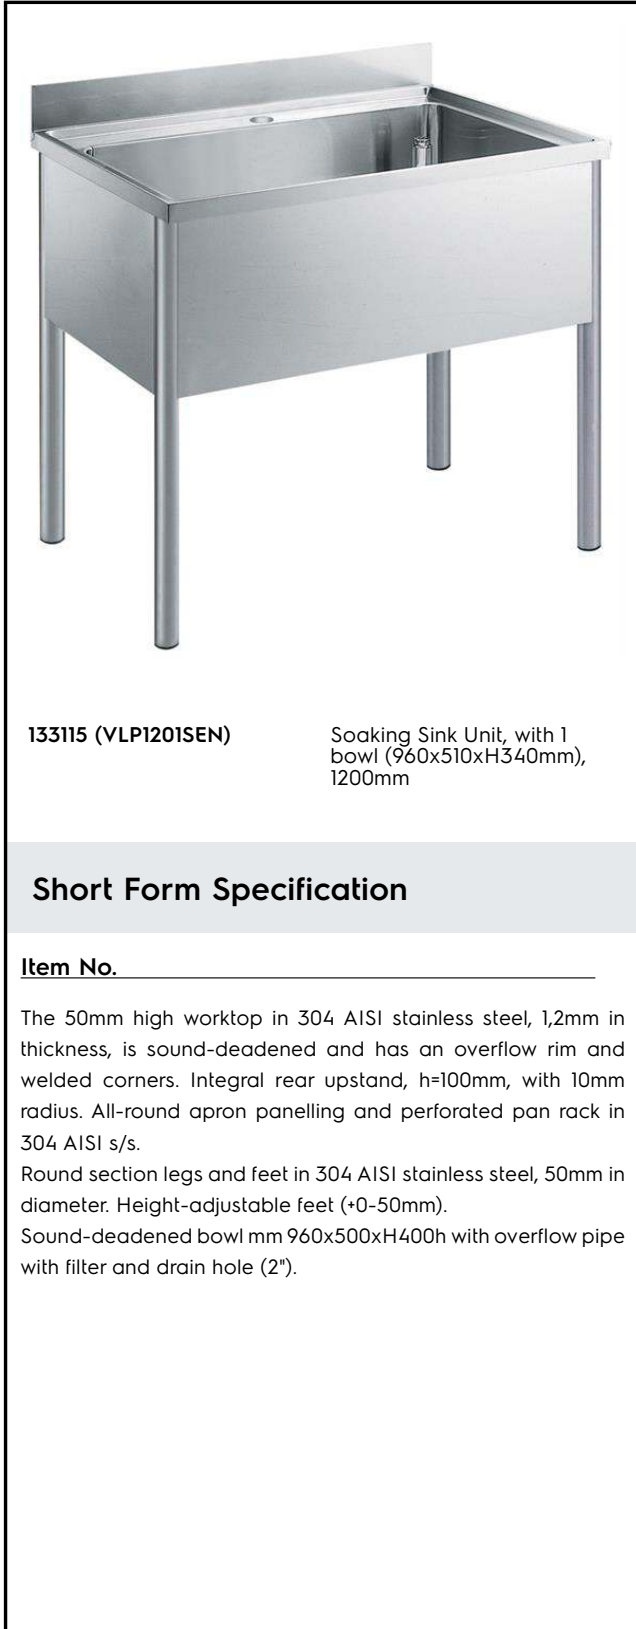 133115 (VLP1201SEN)
Soaking Sink Unit, with 1
bowl (960x510xH340mm),
1200mm
Short Form Specification
Item No.
The 50mm high worktop in 304 AISI stainless steel, 1,2mm in
thickness, is sound-deadened and has an overflow rim and
welded corners. Integral rear upstand, h=100mm, with 10mm
radius. All-round apron panelling and perforated pan rack in
304 AISI s/s.
Round section legs and feet in 304 AISI stainless steel, 50mm in
diameter. Height-adjustable feet (+0-50mm).
Sound-deadened bowl mm 960x500xH400h with overflow pipe
with filter and drain hole (2").